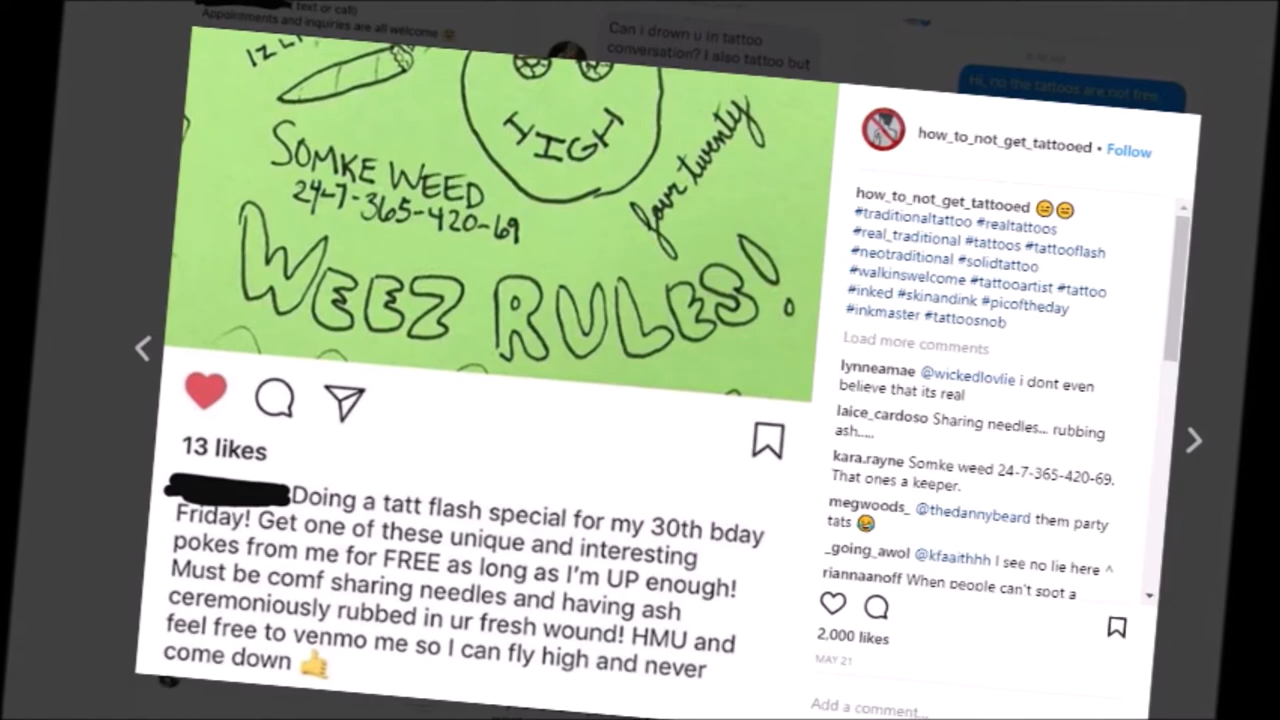 text or call)
Appointments and inquiries are all welcome
Can i drown u in tattoo
conversation? I also tattoo but
Hi, no the tattoos are not free
HIGH
four twenty
SOMKE WEED
24-7-365-420-69
WEEZ RULES!
13 likes
Doing a tatt flash special for my 30th bday
Friday! Get one of these unique and interesting
pokes from me for FREE as long as I'm UP enough!
Must be comf sharing needles and having ash
ceremoniously rubbed in ur fresh wound! HMU and
feel free to venmo me so I can fly high and never
come down 🤙
how_to_not_get_tattooed • Follow
how_to_not_get_tattooed 😑😑
#traditionaltattoo #realtattoos
#real_traditional #tattoos #tattooflash
#neotraditional #solidtattoo
#walkinswelcome #tattooartist #tattoo
#inked #skinandink #picoftheday
#inkmaster #tattoosnob
Load more comments
lynneamae @wickedlovlie i dont even
believe that its real
laice_cardoso Sharing needles... rubbing
ash.....
kara.rayne Somke weed 24-7-365-420-69.
That ones a keeper.
megwoods_ @thedannybeard them party
tats 😂
_going_awol @kfaaithhh I see no lie here ^
riannaanoff When people can't spot a
2,000 likes
MAY 21
Add a comment...